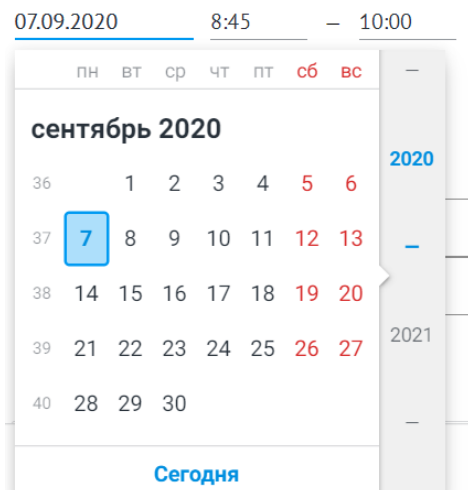 07.09.2020 8:45 – 10:00
пн вт ср чт пт сб вс –
сентябрь 2020
2020
36 1 2 3 4 5 6
37 7 8 9 10 11 12 13 –
38 14 15 16 17 18 19 20
2021
39 21 22 23 24 25 26 27
40 28 29 30 –
Сегодня